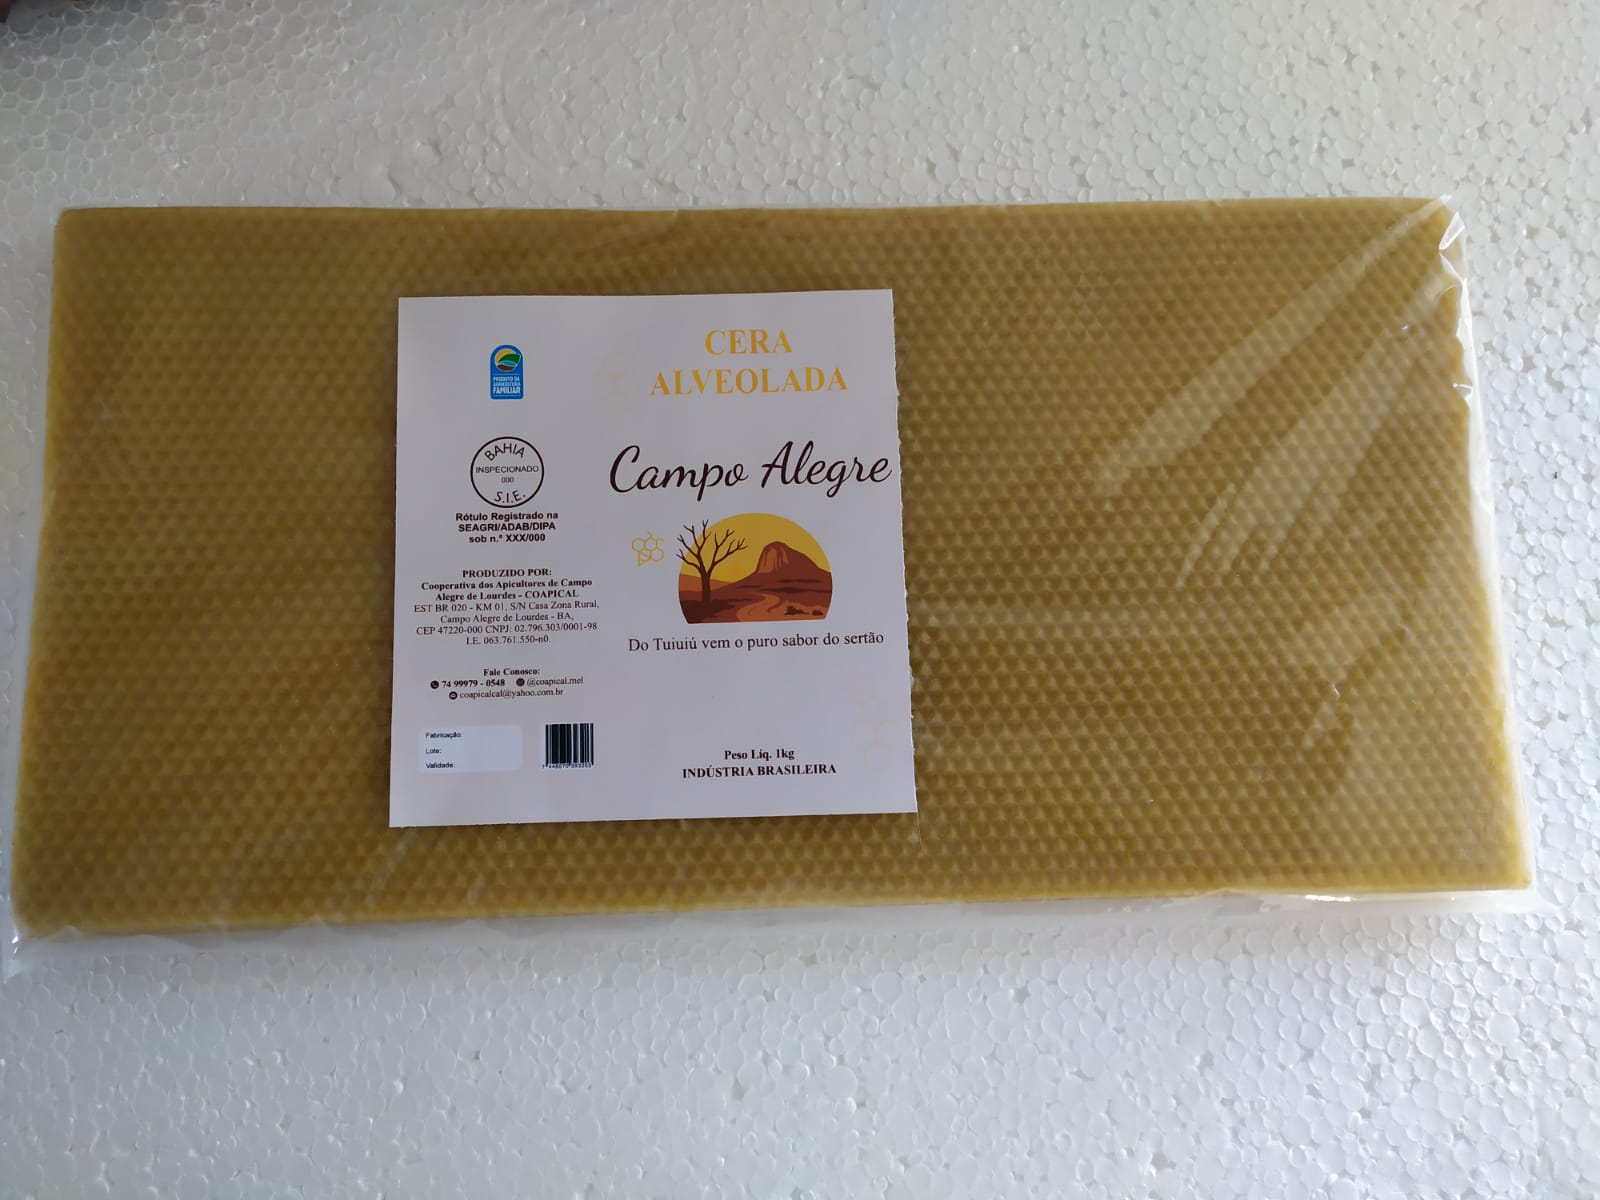 PRODUTO DA
AGRICULTURA
FAMILIAR
BAHIA
INSPECIONADO
000
S.I.E.
Rótulo Registrado na
SEAGRI/ADAB/DIPA
sob n.º XXX/000
PRODUZIDO POR:
Cooperativa dos Apicultores de Campo
Alegre de Lourdes - COAPICAL
EST BR 020 - KM 01, S/N Casa Zona Rural,
Campo Alegre de Lourdes - BA,
CEP 47220-000 CNPJ: 02.796.303/0001-98
I.E. 063.761.550-n0.
Fale Conosco:
74 99979 - 0548 @coapical.mel
coapicalcal@yahoo.com.br
Fabricação:
Lote:
Validade:
CERA
ALVEOLADA
Campo Alegre
Do Tuiuiú vem o puro sabor do sertão
Peso Líq. 1kg
INDÚSTRIA BRASILEIRA